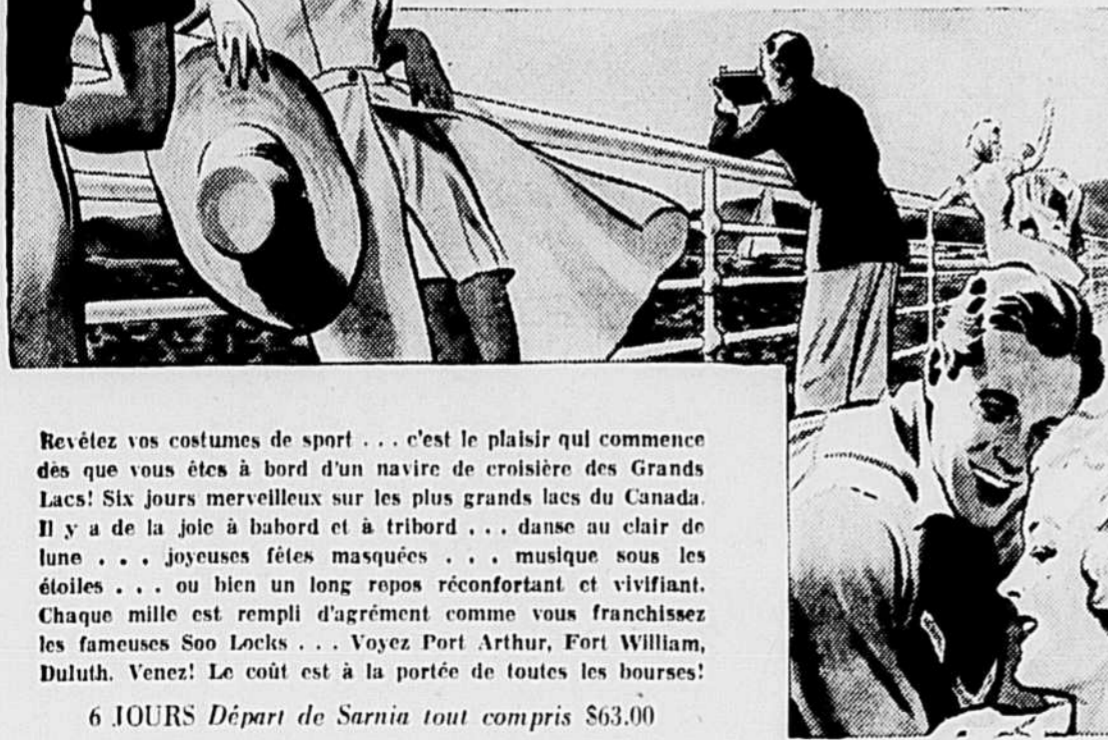 Revêtez vos costumes de sport . . . c'est le plaisir qui commence
dès que vous êtes à bord d'un navire de croisière des Grands
Lacs! Six jours merveilleux sur les plus grands lacs du Canada.
Il y a de la joie à babord et à tribord . . . danse au clair de
lune . . . joyeuses fêtes masquées . . . musique sous les
étoiles . . . ou bien un long repos réconfortant et vivifiant.
Chaque mille est rempli d'agrément comme vous franchissez
les fameuses Soo Locks . . . Voyez Port Arthur, Fort William,
Duluth. Venez! Le coût est à la portée de toutes les bourses!
6 JOURS Départ de Sarnia tout compris $63.00